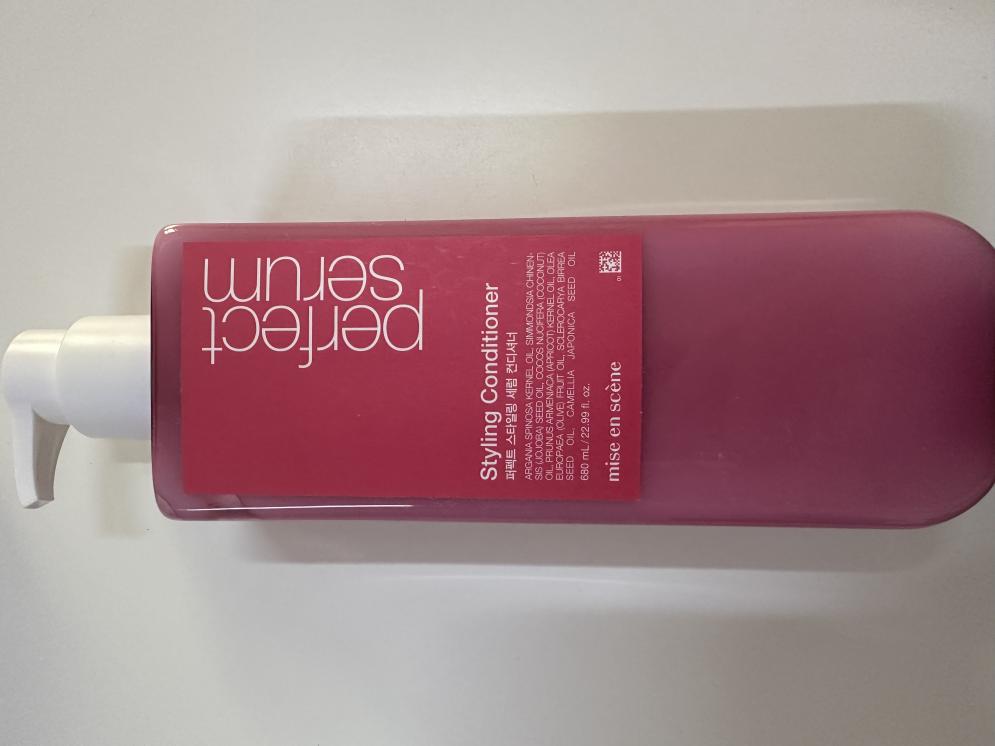 perfect
serum
Styling Conditioner
퍼펙트 스타일링 세럼 컨디셔너
ARGANIA SPINOSA KERNEL OIL, SIMMONDSIA CHINEN-
SIS (JOJOBA) SEED OIL, COCOS NUCIFERA (COCONUT)
OIL, PRUNUS ARMENIACA (APRICOT) KERNEL OIL, OLEA
EUROPAEA (OLIVE) FRUIT OIL, SCLEROCARYA BIRREA
SEED OIL, CAMELLIA JAPONICA SEED OIL
680 mL / 22.99 fl. oz.
01
mise en scène